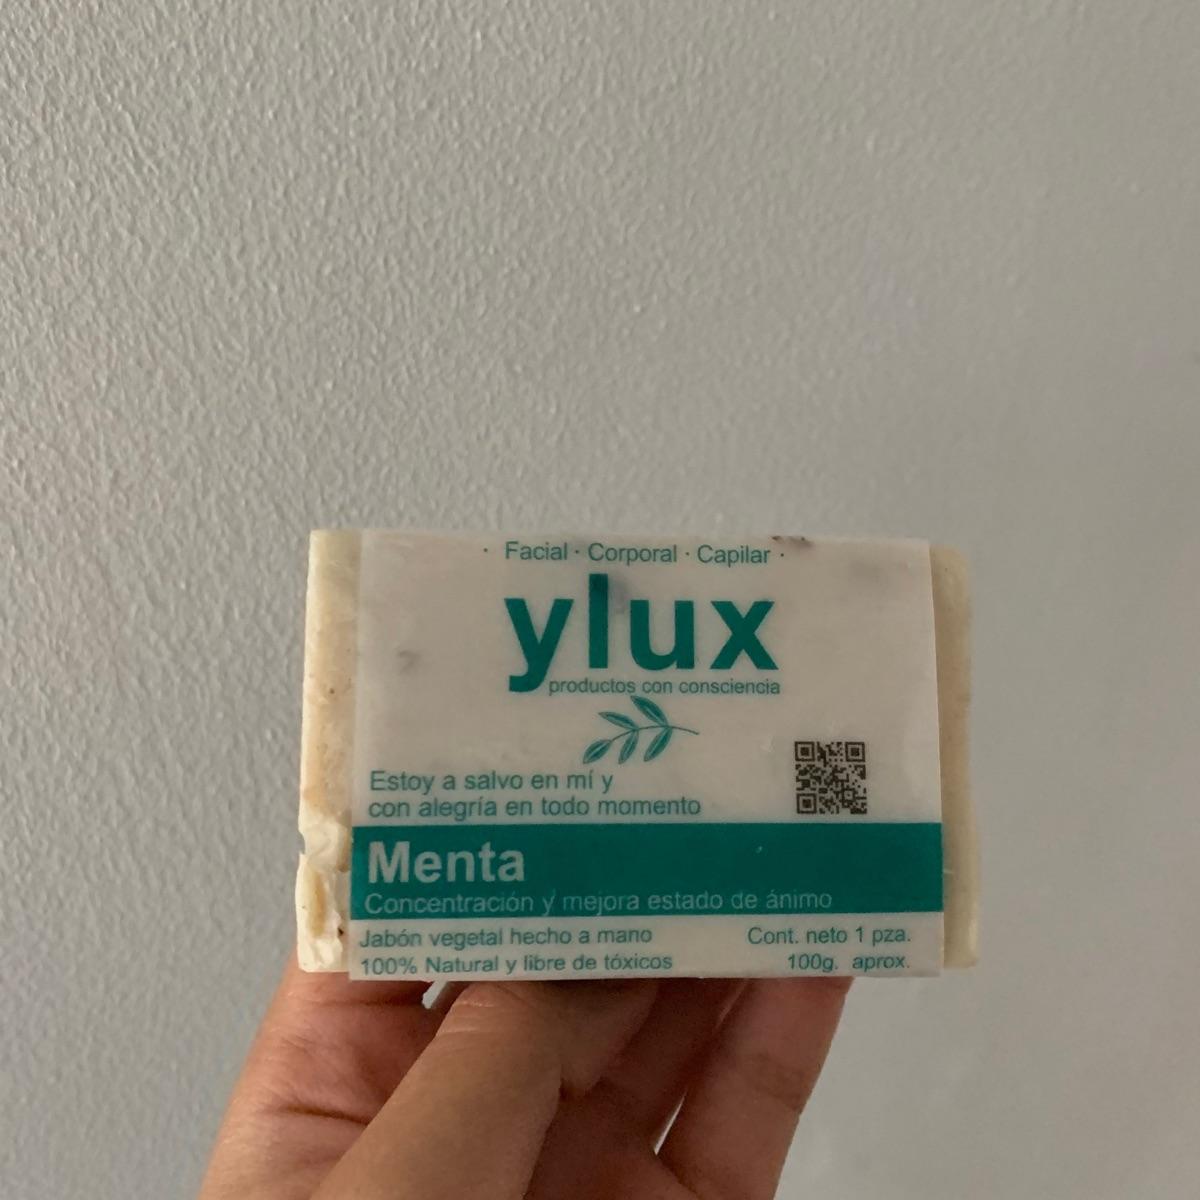 · Facial · Corporal · Capilar ·
ylux
productos con consciencia
Estoy a salvo en mí y
con alegría en todo momento
Menta
Concentración y mejora estado de ánimo
Jabón vegetal hecho a mano
100% Natural y libre de tóxicos
Cont. neto 1 pza.
100g. aprox.